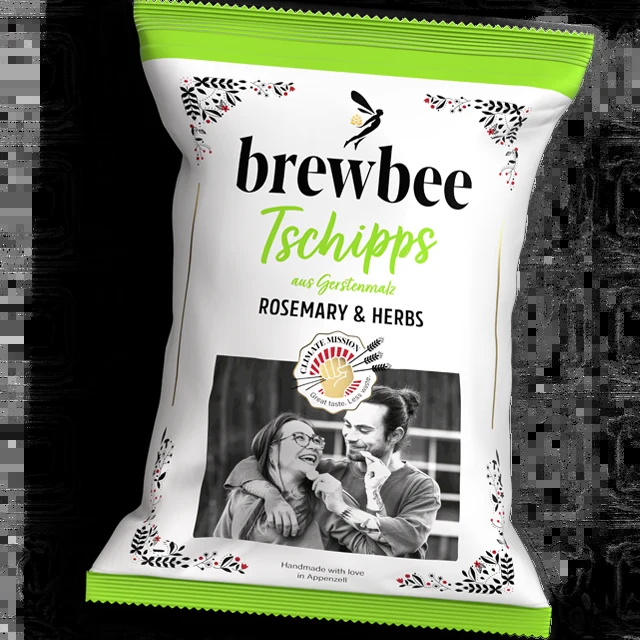 brewbee
Tschipps
aus Gerstenmalz
ROSEMARY & HERBS
CLIMATE MISSION
Great taste. Less waste.
Handmade with love
in Appenzell